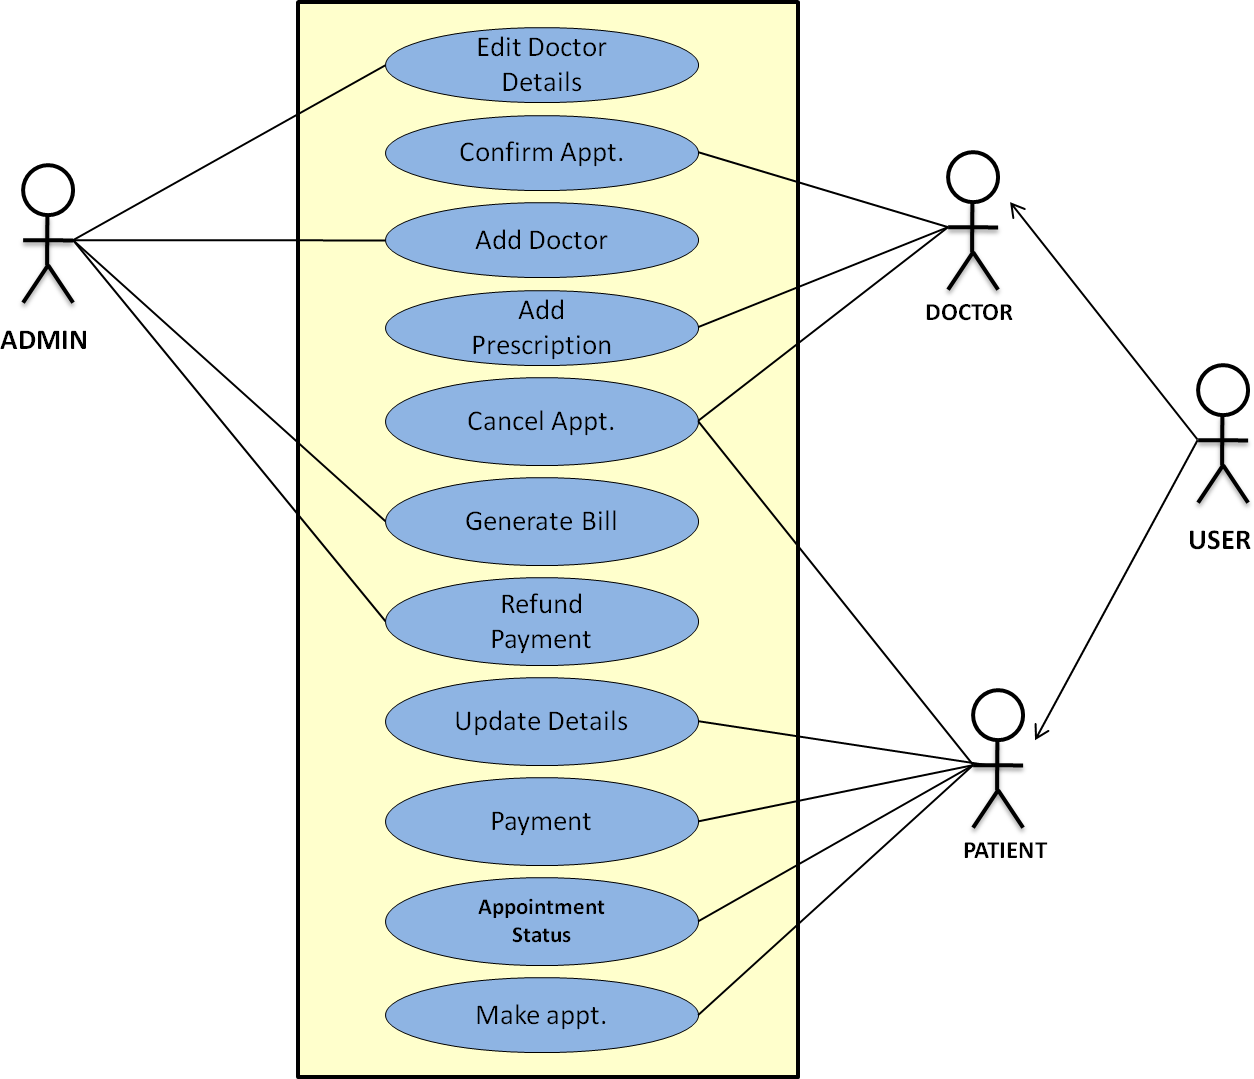 Edit Doctor
Details
Confirm Appt.
Add Doctor
Add
Prescription
Cancel Appt.
Generate Bill
Refund
Payment
Update Details
Payment
Appointment
Status
Make appt.
ADMIN
DOCTOR
USER
PATIENT